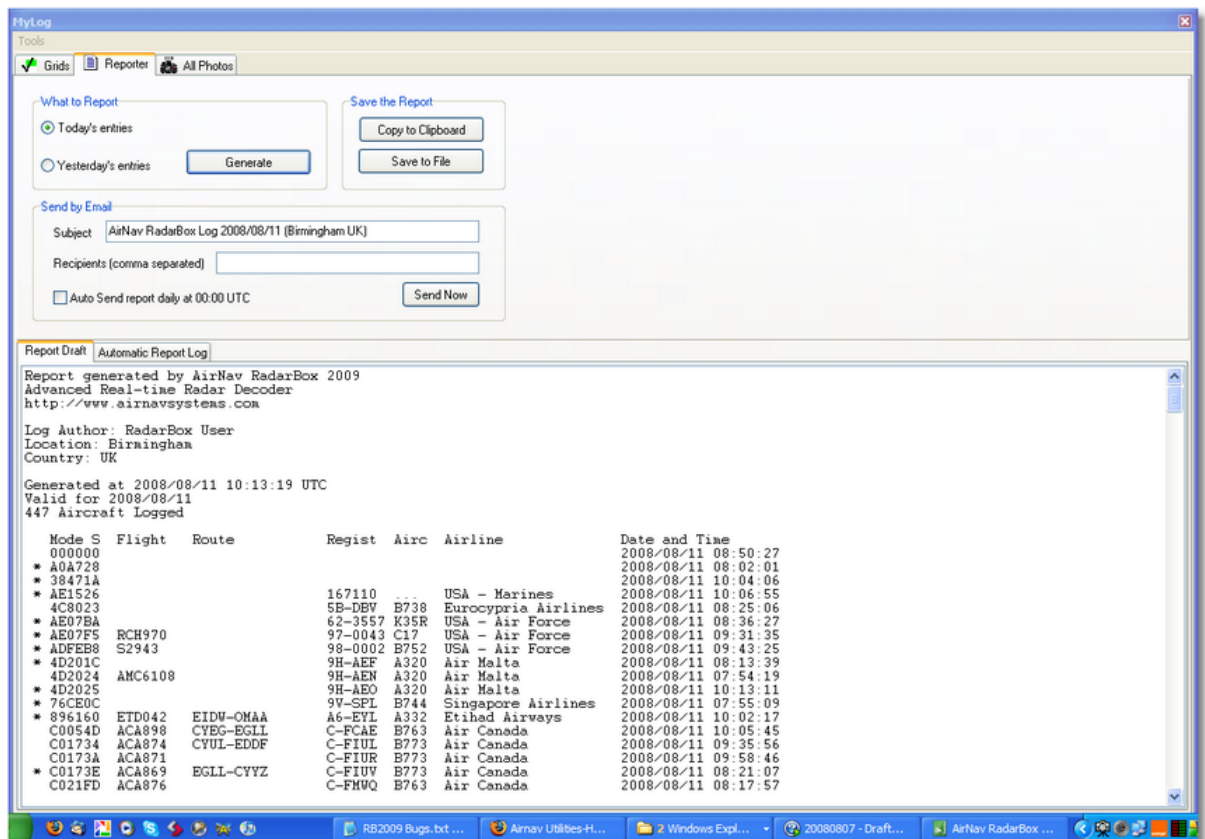 MyLog
Tools
Grids Reporter All Photos
What to Report
Today's entries
Yesterday's entries Generate
Save the Report
Copy to Clipboard
Save to File
Send by Email
Subject AirNav RadarBox Log 2008/08/11 (Birmingham UK)
Recipients (comma separated)
Auto Send report daily at 00:00 UTC Send Now
Report Draft Automatic Report Log
Report generated by AirNav RadarBox 2009
Advanced Real-time Radar Decoder
http://www.airnavsystems.com
Log Author: RadarBox User
Location: Birmingham
Country: UK
Generated at 2008/08/11 10:13:19 UTC
Valid for 2008/08/11
447 Aircraft Logged
Mode S Flight Route Regist Airc Airline Date and Time
000000 2008/08/11 08:50:27
* A0A728 2008/08/11 08:02:01
* 38471A 2008/08/11 10:04:06
* AE1526 167110 ... USA - Marines 2008/08/11 10:06:55
4C8023 5B-DBV B738 Eurocypria Airlines 2008/08/11 08:25:06
* AE07BA 62-3557 K35R USA - Air Force 2008/08/11 08:36:27
* AE07F5 RCH970 97-0043 C17 USA - Air Force 2008/08/11 09:31:35
* ADFEB8 S2943 98-0002 B752 USA - Air Force 2008/08/11 09:43:25
* 4D201C 9H-AEF A320 Air Malta 2008/08/11 08:13:39
4D2024 AMC6108 9H-AEN A320 Air Malta 2008/08/11 07:54:19
* 4D2025 9H-AEO A320 Air Malta 2008/08/11 10:13:11
* 76CE0C 9V-SPL B744 Singapore Airlines 2008/08/11 07:55:09
* 896160 ETD042 EIDW-OMAA A6-EYL A332 Etihad Airways 2008/08/11 10:02:17
C0054D ACA898 CYEG-EGLL C-FCAE B763 Air Canada 2008/08/11 10:05:45
C01734 ACA874 CYUL-EDDF C-FIUL B773 Air Canada 2008/08/11 09:35:56
C0173A ACA871 C-FIUR B773 Air Canada 2008/08/11 09:58:46
* C0173E ACA869 EGLL-CYYZ C-FIUV B773 Air Canada 2008/08/11 08:21:07
C021FD ACA876 C-FMWQ B763 Air Canada 2008/08/11 08:17:57
RB2009 Bugs.txt ... Airnav Utilities-H... 2 Windows Expl... 20080807 - Draft... AirNav RadarBox ...